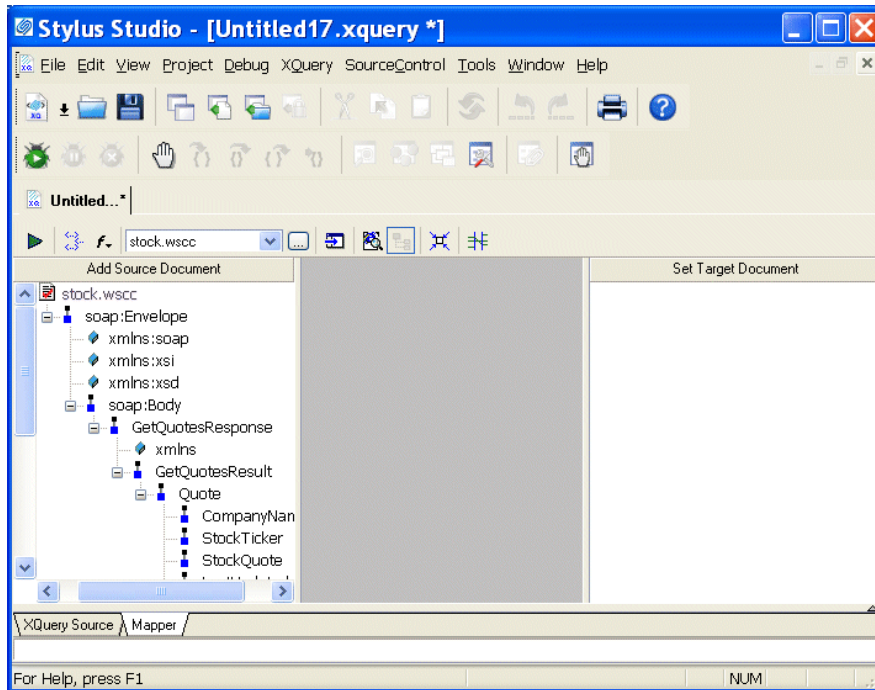 Stylus Studio - [Untitled17.xquery *]
File Edit View Project Debug XQuery SourceControl Tools Window Help
Untitled...*
stock.wscc
Add Source Document
Set Target Document
stock.wscc
soap:Envelope
xmlns:soap
xmlns:xsi
xmlns:xsd
soap:Body
GetQuotesResponse
xmlns
GetQuotesResult
Quote
CompanyNan
StockTicker
StockQuote
XQuery Source Mapper
For Help, press F1 NUM